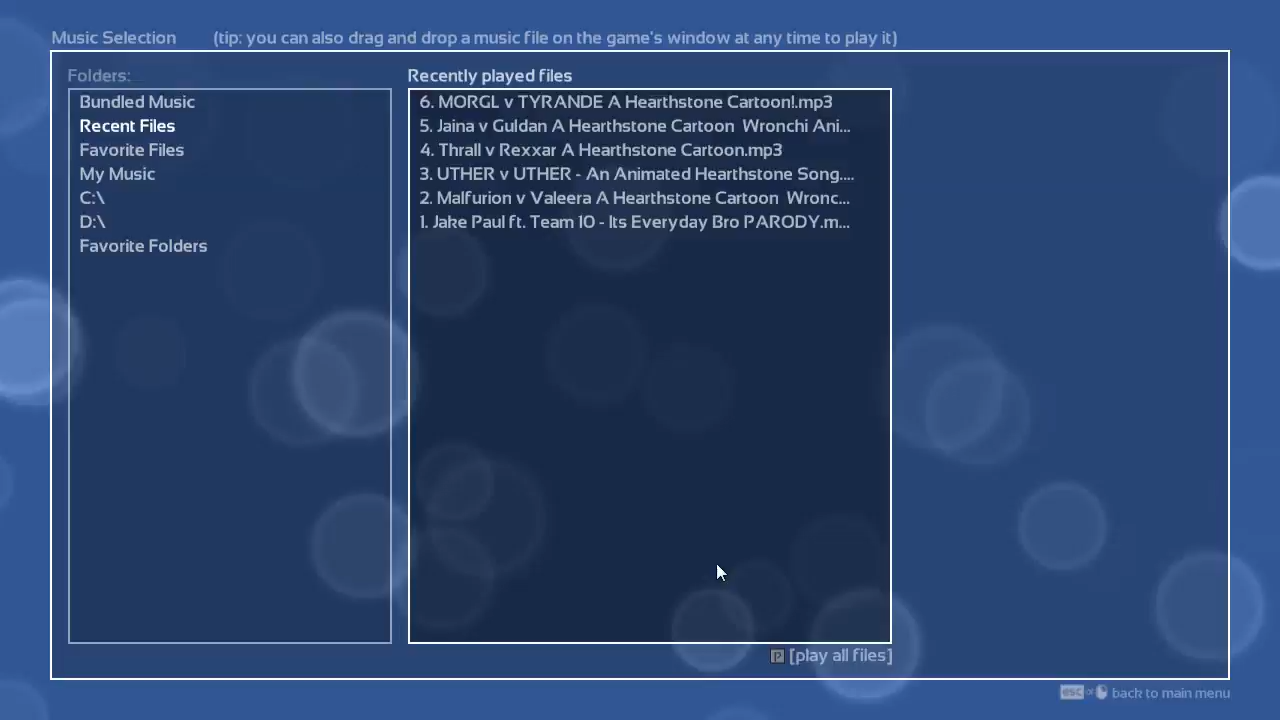 Music Selection (tip: you can also drag and drop a music file on the game's window at any time to play it)
Folders:
Bundled Music
Recent Files
Favorite Files
My Music
C:\
D:\
Favorite Folders
Recently played files
6. MORGL v TYRANDE A Hearthstone Cartoon!.mp3
5. Jaina v Guldan A Hearthstone Cartoon Wronchi Ani...
4. Thrall v Rexxar A Hearthstone Cartoon.mp3
3. UTHER v UTHER - An Animated Hearthstone Song....
2. Malfurion v Valeera A Hearthstone Cartoon Wronc...
1. Jake Paul ft. Team 10 - Its Everyday Bro PARODY.m...
P [play all files]
esc or back to main menu